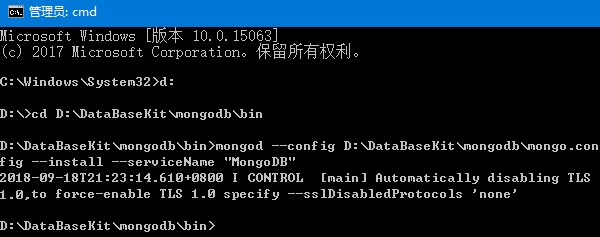 管理员: cmd
Microsoft Windows [版本 10.0.15063]
(c) 2017 Microsoft Corporation。保留所有权利。
C:\Windows\System32>d:
D:\>cd D:\DataBaseKit\mongodb\bin
D:\DataBaseKit\mongodb\bin>mongod --config D:\DataBaseKit\mongodb\mongo.con
fig --install --serviceName "MongoDB"
2018-09-18T21:23:14.610+0800 I CONTROL  [main] Automatically disabling TLS
1.0,to force-enable TLS 1.0 specify --sslDisabledProtocols 'none'
D:\DataBaseKit\mongodb\bin>